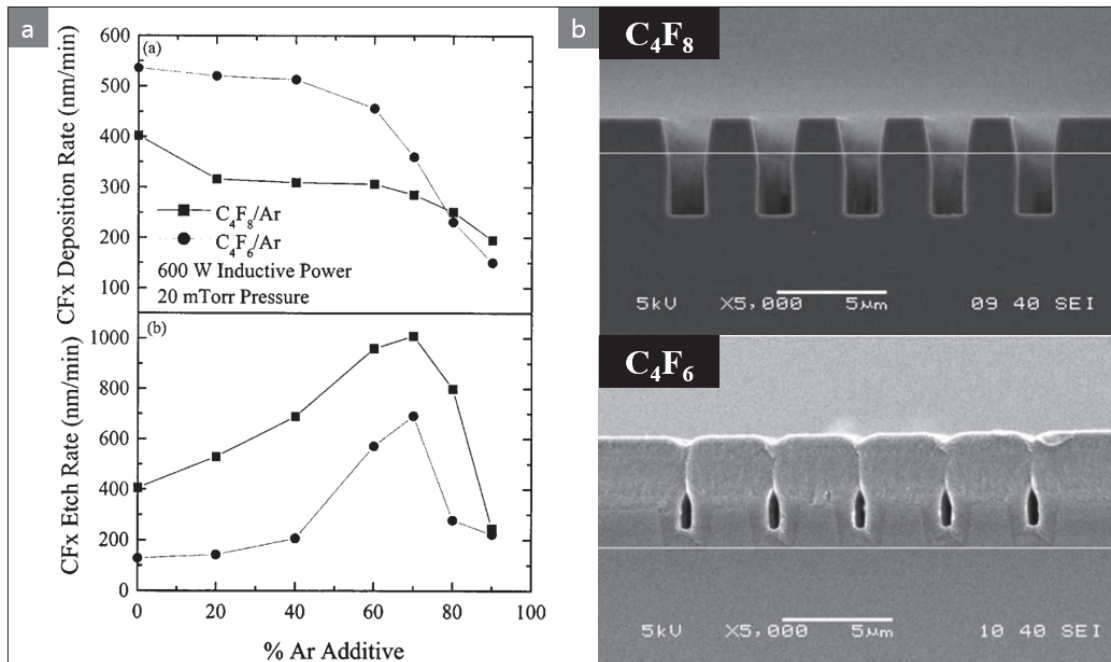 a
CFx Deposition Rate (nm/min)
600
500
400
300
200
150
100
(a)
C₄F₈/Ar
C₄F₆/Ar
600 W Inductive Power
20 mTorr Pressure
CFx Etch Rate (nm/min)
1000
800
600
400
200
0
(b)
0 20 40 60 80 100
% Ar Additive
b
C₄F₈
5kV X5,000 5μm 09 40 SEI
C₄F₆
5kV X5,000 5μm 10 40 SEI